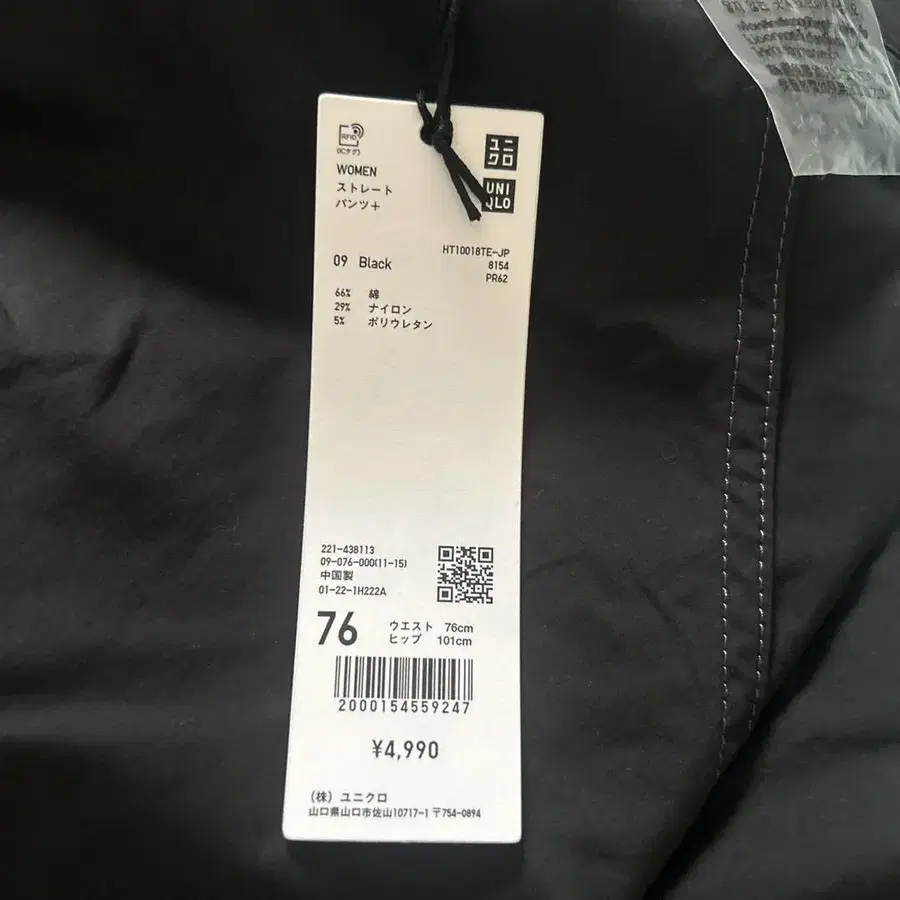 RFID
(ICタグ)
WOMEN
ストレート
パンツ+
ユニ
クロ
UNI
QLO
HT10018TE-JP
8154
PR62
09 Black
66% 綿
29% ナイロン
5% ポリウレタン
221-438113
09-076-000(11-15)
中国製
01-22-1H222A
76
ウエスト 76cm
ヒップ 101cm
2000154559247
¥4,990
(株) ユニクロ
山口県山口市佐山10717-1 〒754-0894